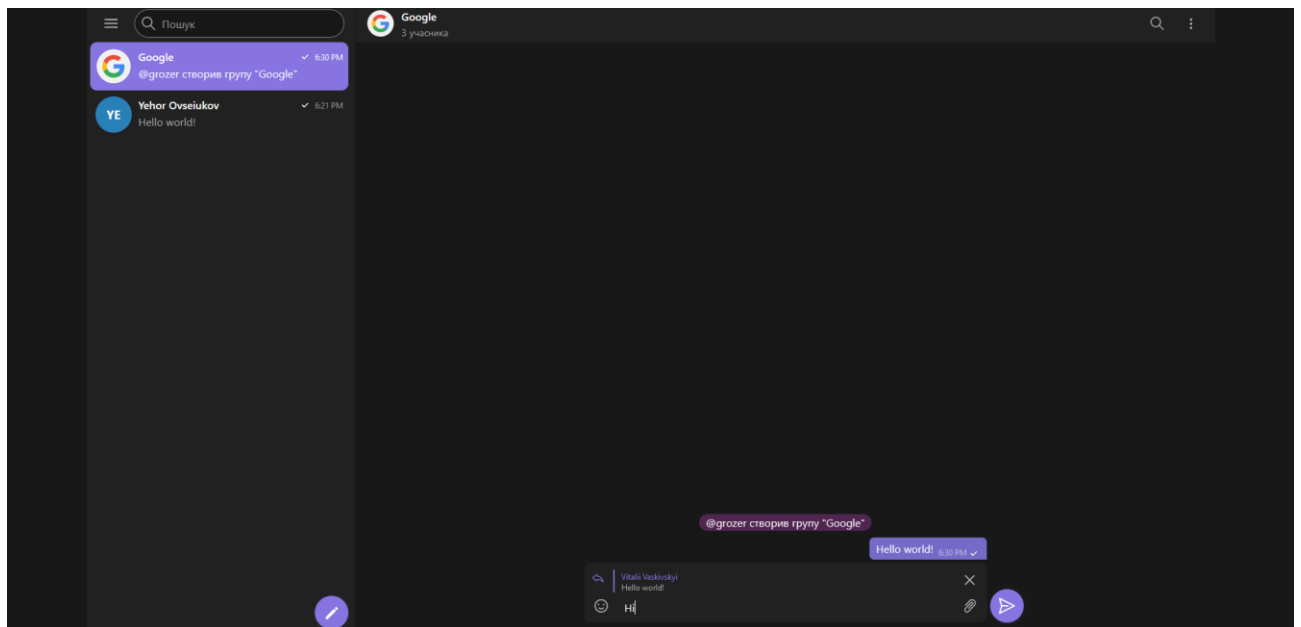 Пошук
Google
6:30 PM
@grozer створив групу "Google"
YE
Yehor Ovseiukov
6:21 PM
Hello world!
Google
3 учасника
@grozer створив групу "Google"
Hello world! 6:30 PM
Vitalii Vaskivskyi
Hello world!
Hi